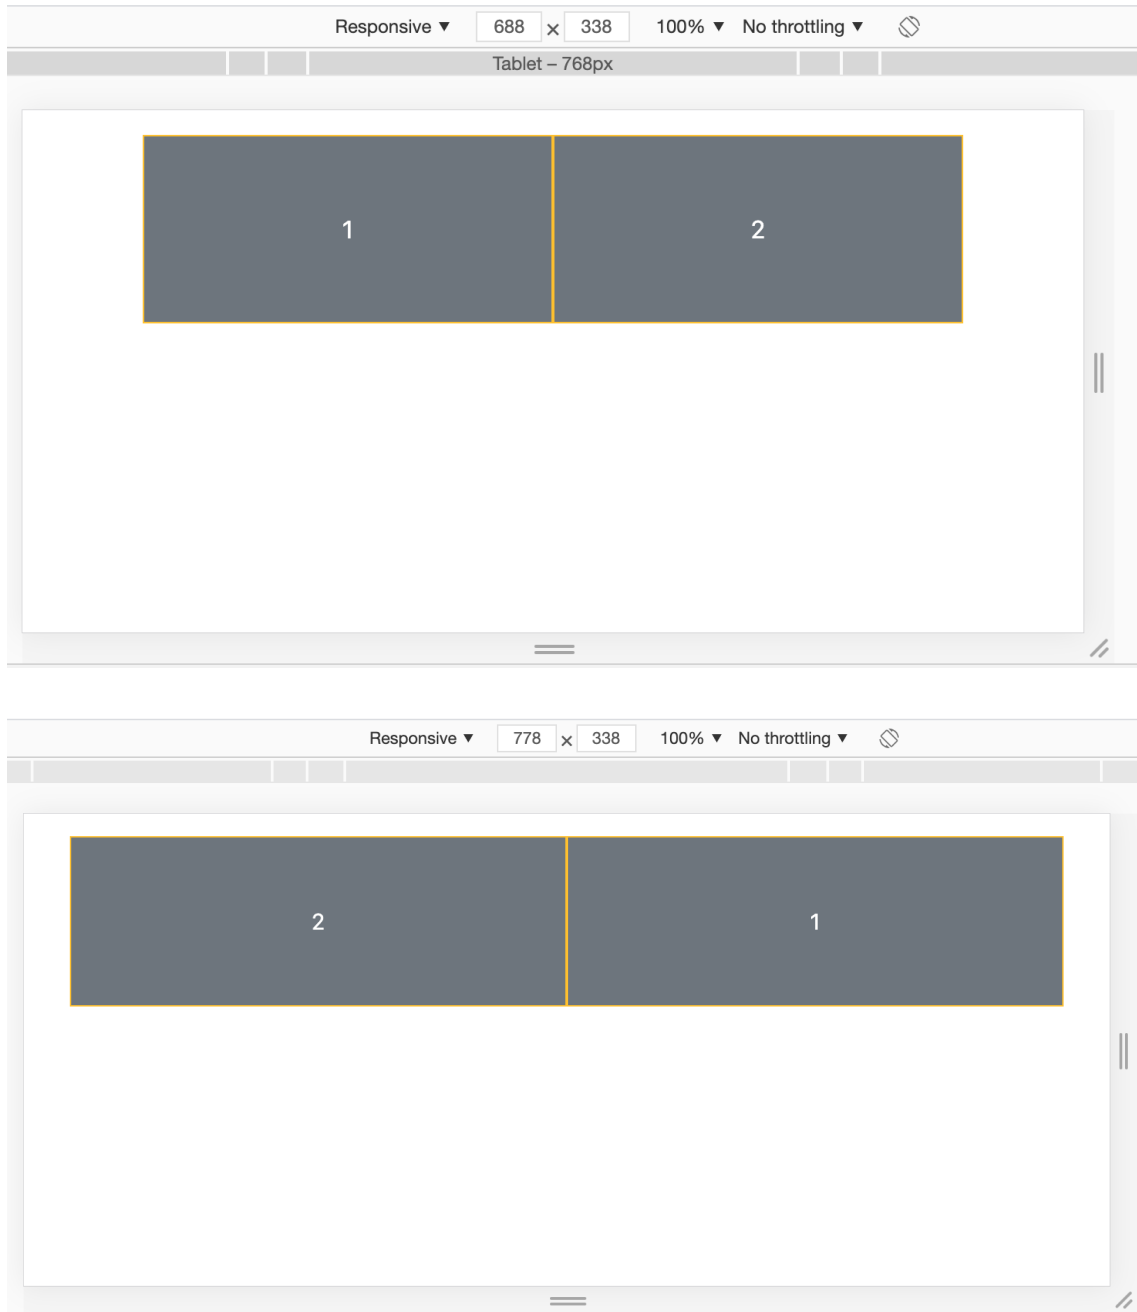 Responsive ▼ 688 × 338 100% ▼ No throttling ▼
Tablet – 768px
1 2
Responsive ▼ 778 × 338 100% ▼ No throttling ▼
2 1